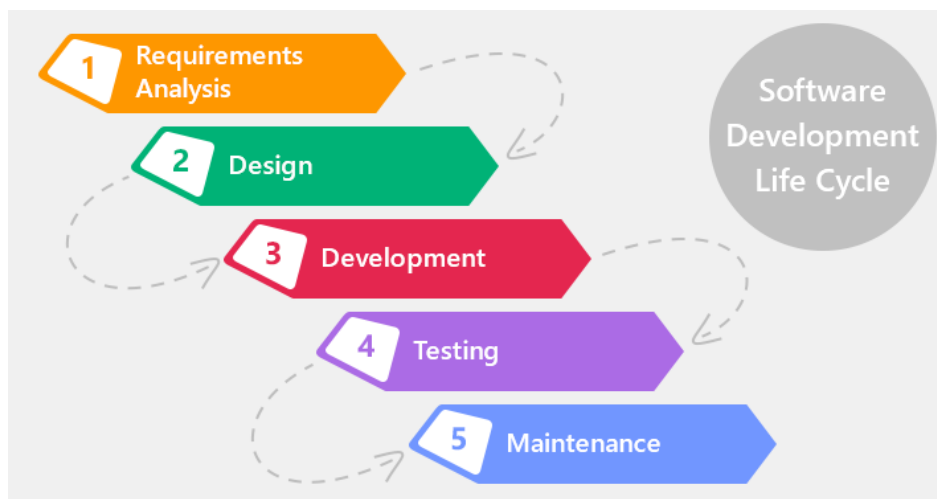 1
Requirements
Analysis
Software
Development
Life Cycle
2
Design
3
Development
4
Testing
5
Maintenance